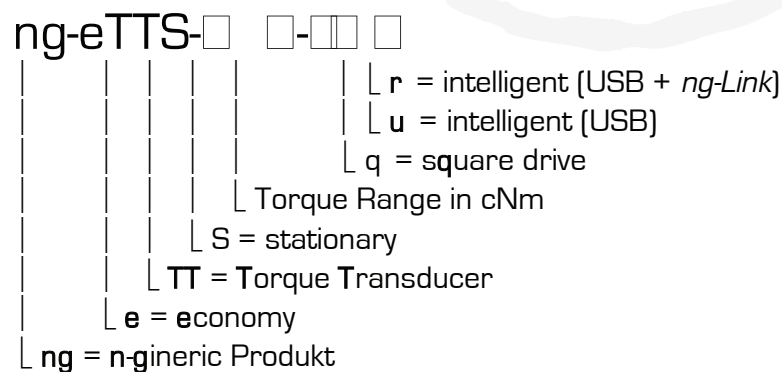 ng-eTTS-□ □-□□ □
r = intelligent (USB + ng-Link)
u = intelligent (USB)
q = square drive
Torque Range in cNm
S = stationary
TT = Torque Transducer
e = economy
ng = n-gineric Produkt